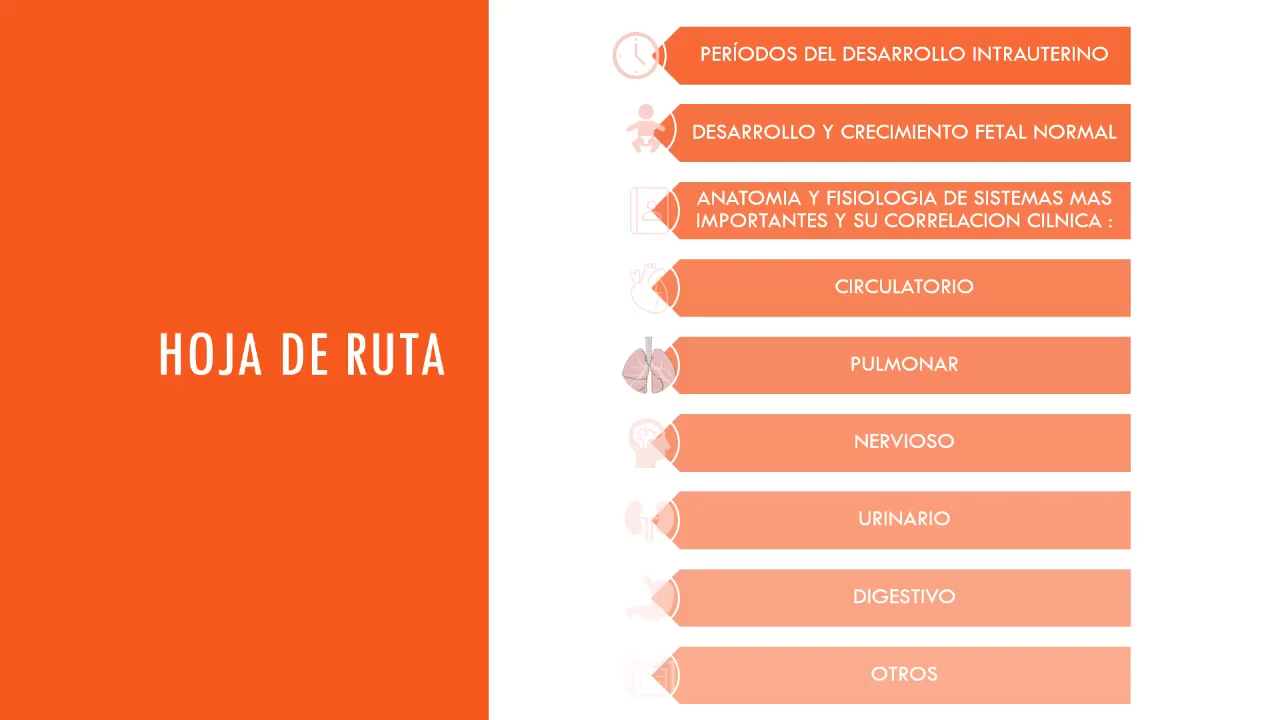 HOJA DE RUTA
PERÍODOS DEL DESARROLLO INTRAUTERINO
DESARROLLO Y CRECIMIENTO FETAL NORMAL
ANATOMIA Y FISIOLOGIA DE SISTEMAS MAS
IMPORTANTES Y SU CORRELACION CILNICA :
CIRCULATORIO
PULMONAR
NERVIOSO
URINARIO
DIGESTIVO
OTROS